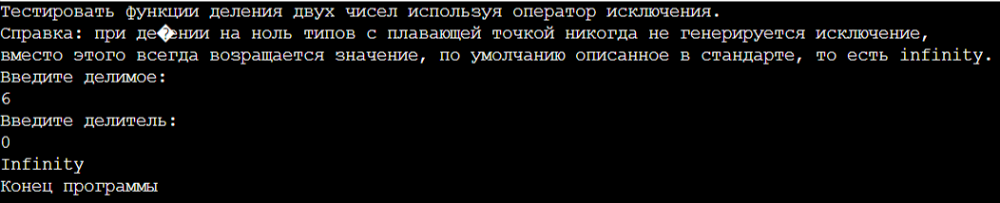 Тестировать функции деления двух чисел используя оператор исключения.
Справка: при де�ении на ноль типов с плавающей точкой никогда не генерируется исключение,
вместо этого всегда возращается значение, по умолчанию описанное в стандарте, то есть infinity.
Введите делимое:
6
Введите делитель:
0
Infinity
Конец программы